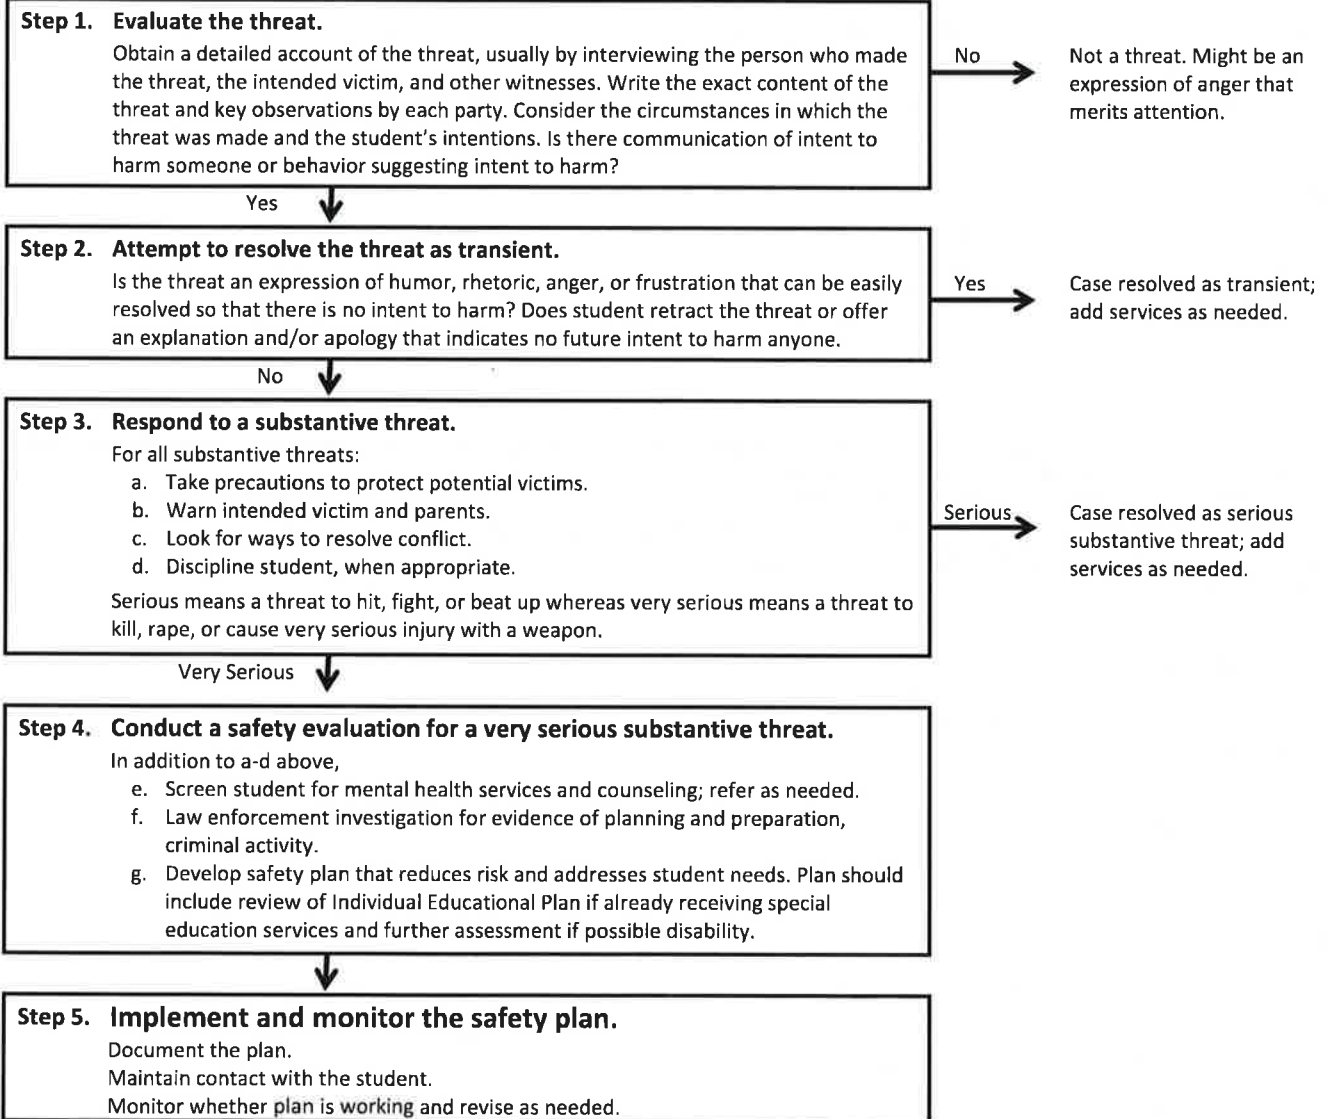 Step 1. Evaluate the threat.
Obtain a detailed account of the threat, usually by interviewing the person who made
the threat, the intended victim, and other witnesses. Write the exact content of the
threat and key observations by each party. Consider the circumstances in which the
threat was made and the student's intentions. Is there communication of intent to
harm someone or behavior suggesting intent to harm?
No
Not a threat. Might be an
expression of anger that
merits attention.
Yes
Step 2. Attempt to resolve the threat as transient.
Is the threat an expression of humor, rhetoric, anger, or frustration that can be easily
resolved so that there is no intent to harm? Does student retract the threat or offer
an explanation and/or apology that indicates no future intent to harm anyone.
Yes
Case resolved as transient;
add services as needed.
No
Step 3. Respond to a substantive threat.
For all substantive threats:
a. Take precautions to protect potential victims.
b. Warn intended victim and parents.
c. Look for ways to resolve conflict.
d. Discipline student, when appropriate.
Serious means a threat to hit, fight, or beat up whereas very serious means a threat to
kill, rape, or cause very serious injury with a weapon.
Serious
Case resolved as serious
substantive threat; add
services as needed.
Very Serious
Step 4. Conduct a safety evaluation for a very serious substantive threat.
In addition to a-d above,
e. Screen student for mental health services and counseling; refer as needed.
f. Law enforcement investigation for evidence of planning and preparation,
criminal activity.
g. Develop safety plan that reduces risk and addresses student needs. Plan should
include review of Individual Educational Plan if already receiving special
education services and further assessment if possible disability.
Step 5. Implement and monitor the safety plan.
Document the plan.
Maintain contact with the student.
Monitor whether plan is working and revise as needed.